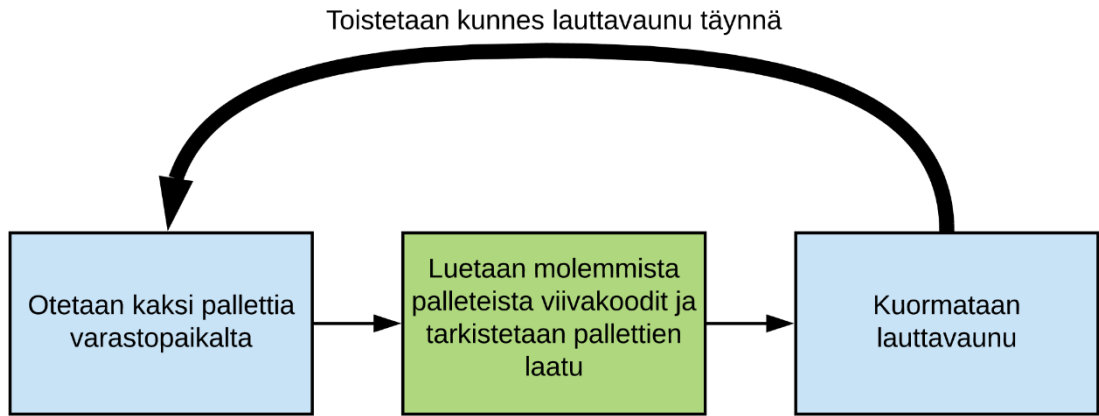 Toistetaan kunnes lauttavaunu täynnä
Otetaan kaksi pallettia
varastopaikalta
Luetaan molemmista
palleteista viivakoodit ja
tarkistetaan pallettien
laatu
Kuormataan
lauttavaunu